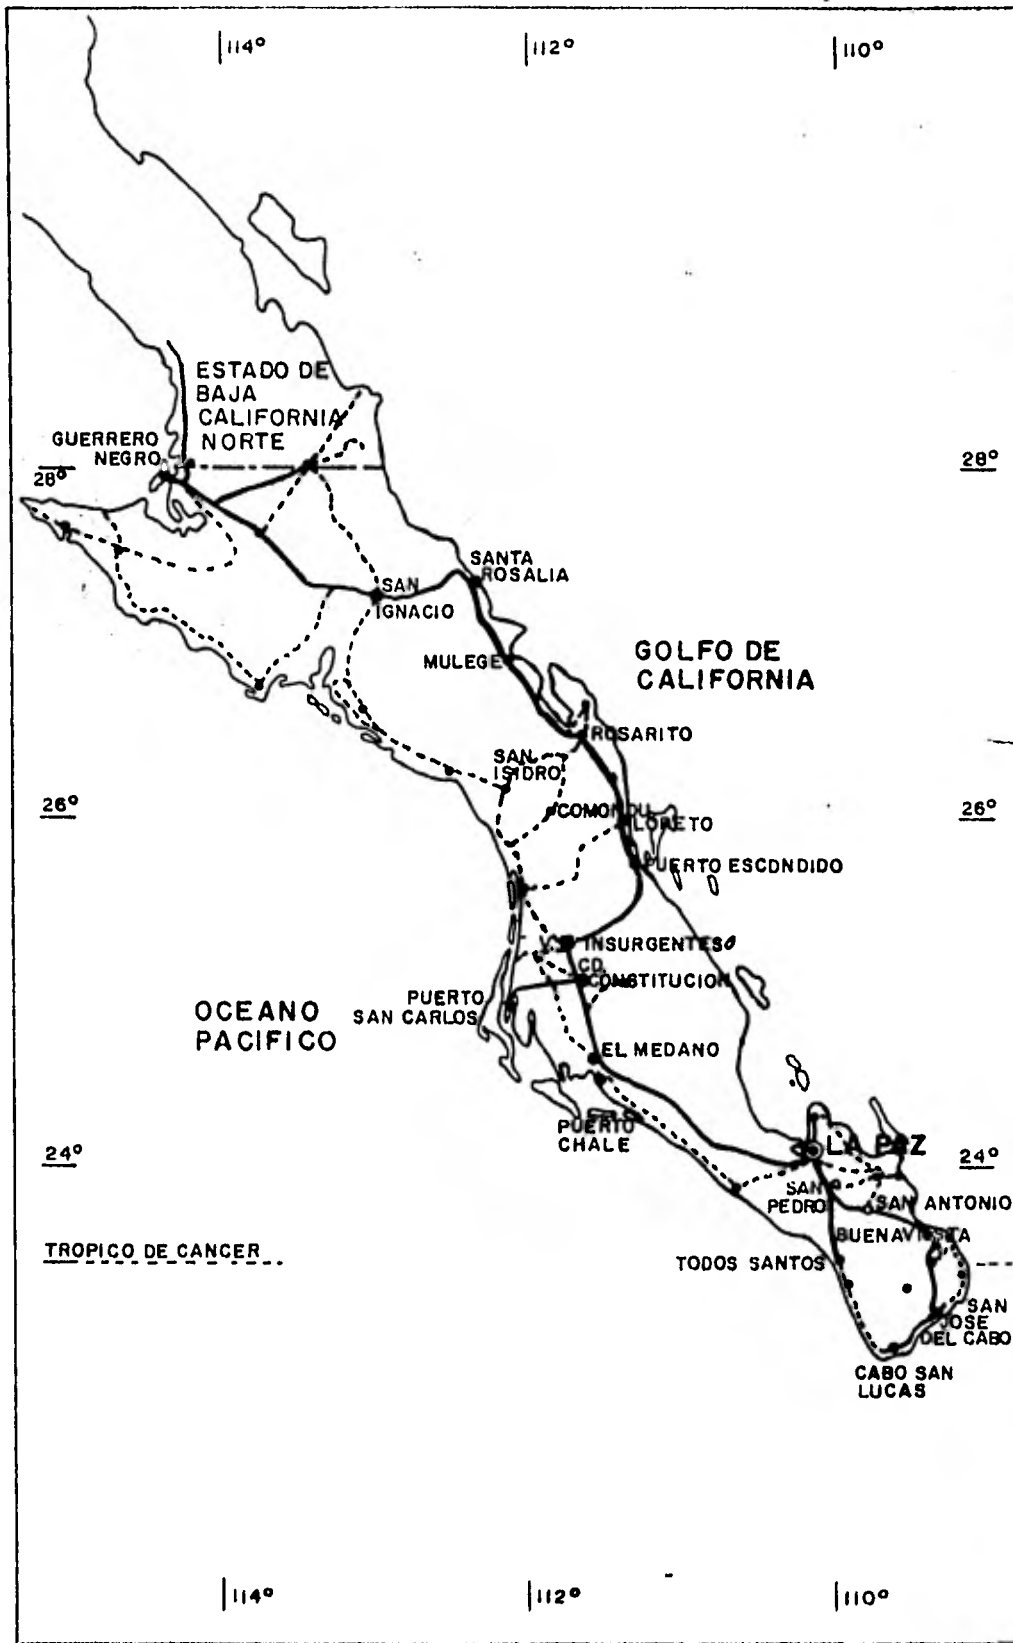 114°
112°
110°
ESTADO DE
BAJA
CALIFORNIA
NORTE
GUERRERO
NEGRO
28°
28°
SANTA
ROSALIA
SAN
IGNACIO
MULEGE
GOLFO DE
CALIFORNIA
ROSARITO
SAN
ISIDRO
26°
COMONDU
LORETO
26°
PUERTO ESCONDIDO
INSURGENTES
CD.
CONSTITUCION
PUERTO
SAN CARLOS
OCEANO
PACIFICO
EL MEDANO
PUERTO
CHALE
24°
LA PAZ
24°
SAN
PEDRO
SAN ANTONIO
BUENAVISTA
TROPICO DE CANCER
TODOS SANTOS
SAN
JOSE
DEL CABO
CABO SAN
LUCAS
114°
112°
110°